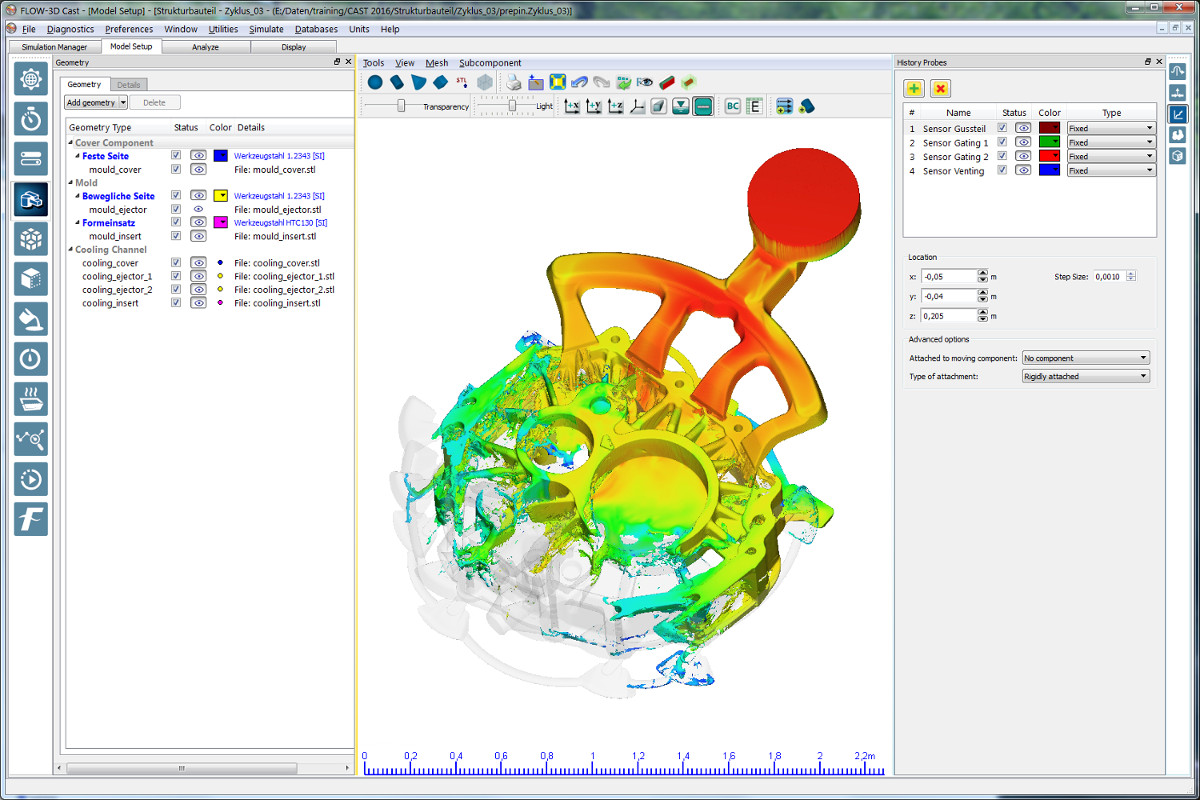 FLOW-3D Cast - [Model Setup] - [Strukturbauteil - Zyklus_03 - (E:/Daten/training/CAST 2016/Strukturbauteil/Zyklus_03/prepin.Zyklus_03)]
File Diagnostics Preferences Window Utilities Simulate Databases Units Help
Simulation Manager Model Setup Analyze Display
Geometry
Geometry Details
Add geometry Delete
Geometry Type Status Color Details
Cover Component
Feste Seite Werkzeugstahl 1.2343 [SI]
mould_cover File: mould_cover.stl
Mold
Bewegliche Seite Werkzeugstahl 1.2343 [SI]
mould_ejector File: mould_ejector.stl
Formeinsatz Werkzeugstahl HTC130 [SI]
mould_insert File: mould_insert.stl
Cooling Channel
cooling_cover File: cooling_cover.stl
cooling_ejector_1 File: cooling_ejector_1.stl
cooling_ejector_2 File: cooling_ejector_2.stl
cooling_insert File: cooling_insert.stl
Tools View Mesh Subcomponent
STL
Transparency Light +x +y +z BC E
0 0,2 0,4 0,6 0,8 1 1,2 1,4 1,6 1,8 2 2,2m
History Probes
# Name Status Color Type
1 Sensor Gussteil Fixed
2 Sensor Gating 1 Fixed
3 Sensor Gating 2 Fixed
4 Sensor Venting Fixed
Location
x: -0,05 m Step Size: 0,0010
y: -0,04 m
z: 0,205 m
Advanced options
Attached to moving component: No component
Type of attachment: Rigidly attached